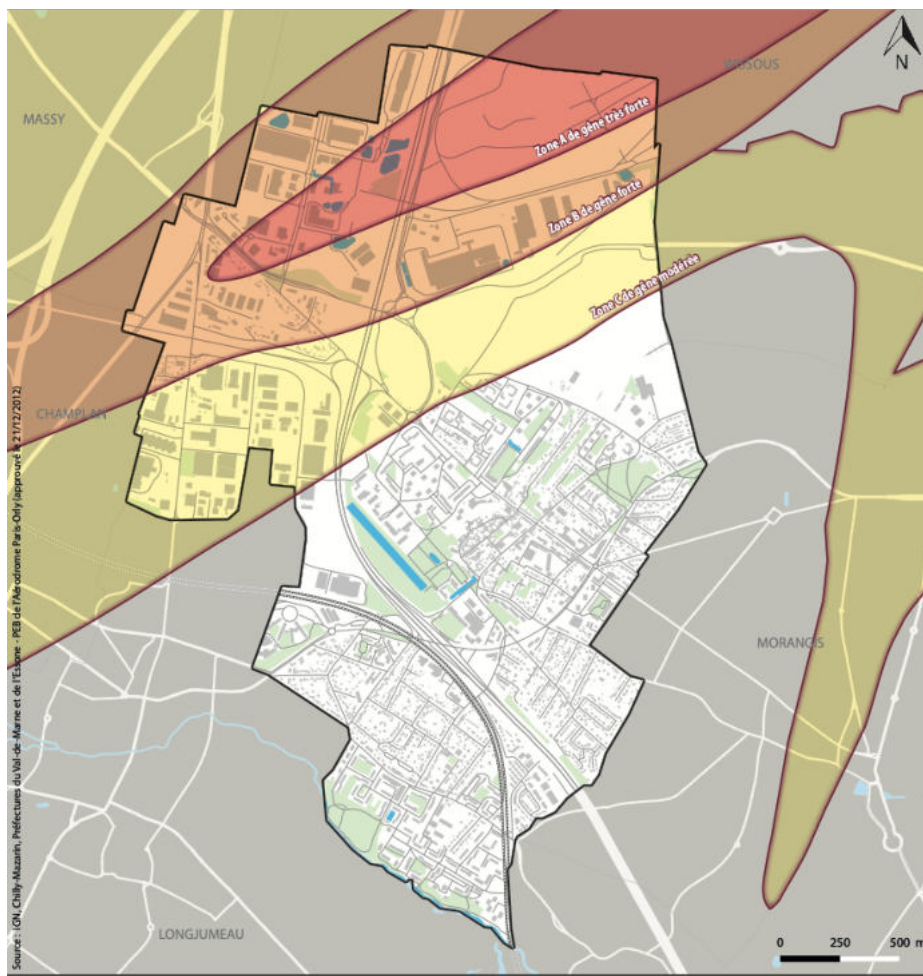 N
WISSOUS
MASSY
Zone A de gêne très forte
Zone B de gêne forte
Zone C de gêne modérée
CHAMPLAN
MORANGIS
LONGJUMEAU
0 250 500 m
Source : IGN, Chilly-Mazarin, Préfectures du Val-de-Marne et de l'Essonne - PEB de l'Aérodrome Paris-Orly (approuvé le 21/12/2012)